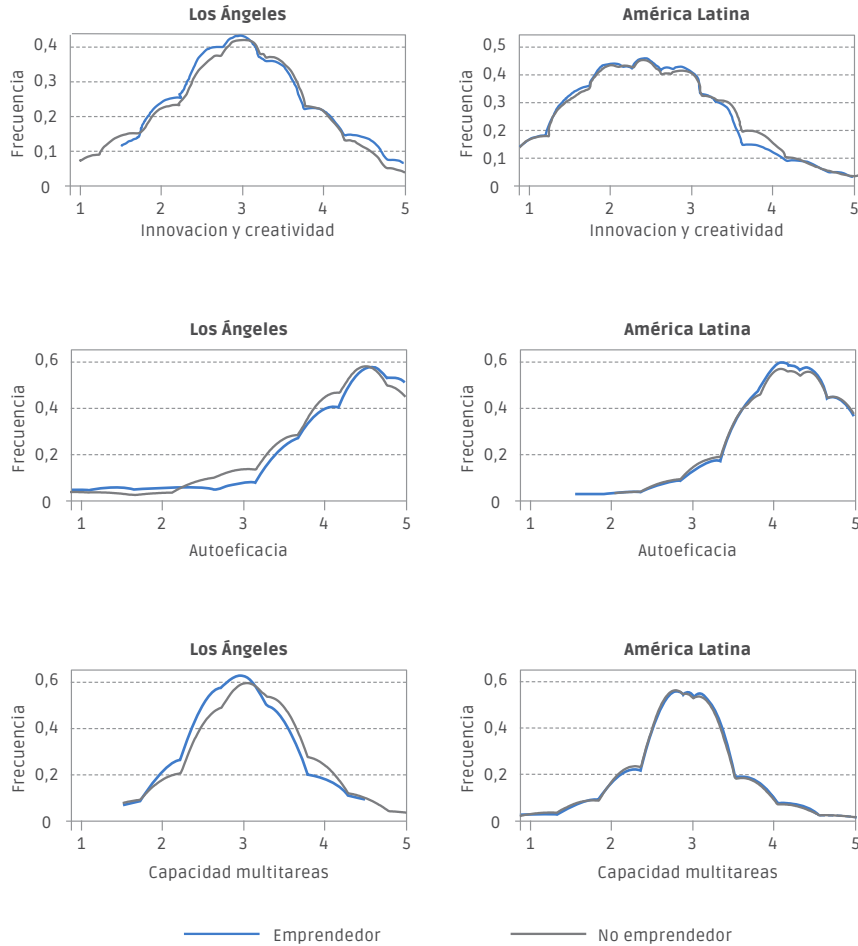 Los Ángeles
Frecuencia
0,4
0,3
0,2
0,1
0
1 2 3 4 5
Innovacion y creatividad
América Latina
Frecuencia
0,5
0,4
0,3
0,2
0,1
0
1 2 3 4 5
Innovacion y creatividad
Los Ángeles
Frecuencia
0,6
0,4
0,2
0
1 2 3 4 5
Autoeficacia
América Latina
Frecuencia
0,6
0,4
0,2
0
1 2 3 4 5
Autoeficacia
Los Ángeles
Frecuencia
0,6
0,4
0,2
0
1 2 3 4 5
Capacidad multitareas
América Latina
Frecuencia
0,6
0,4
0,2
0
1 2 3 4 5
Capacidad multitareas
Emprendedor
No emprendedor